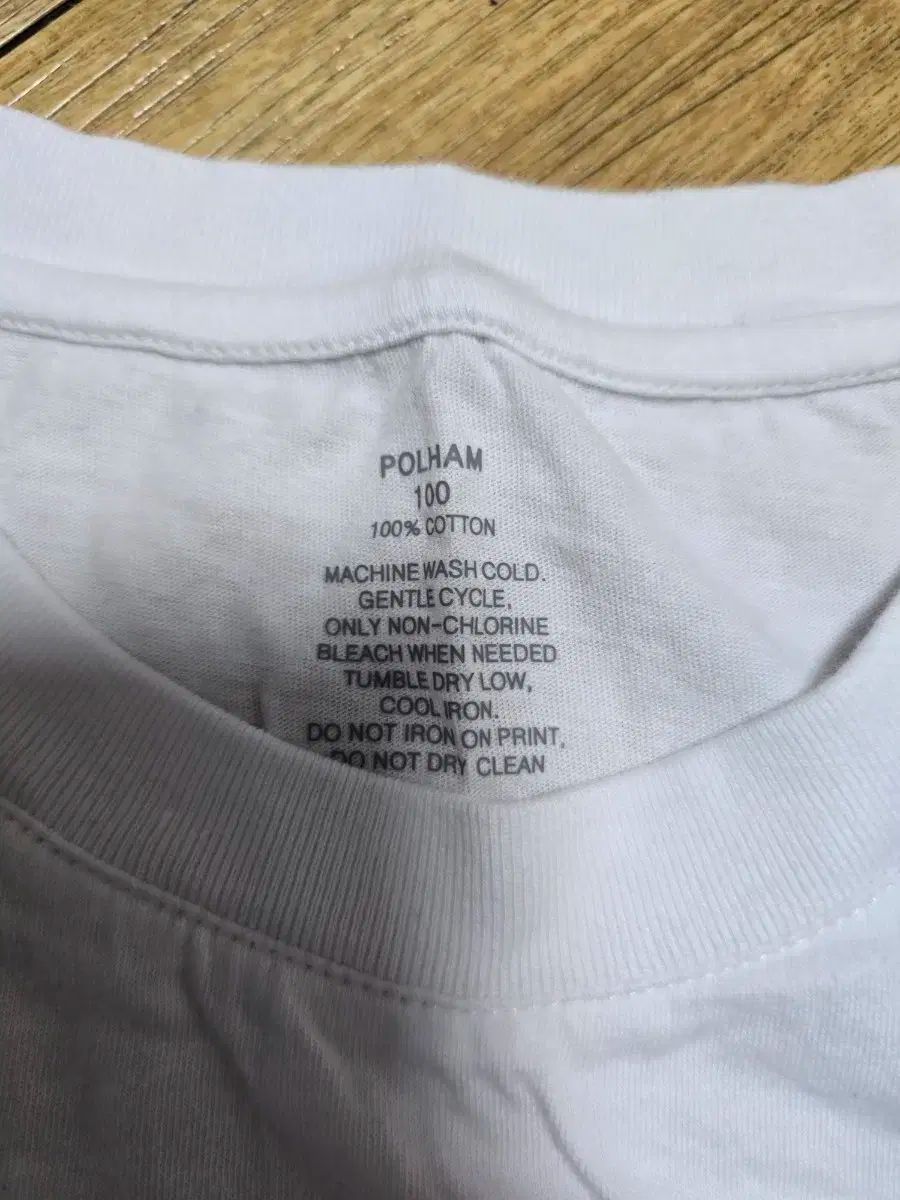 POLHAM
100
100% COTTON
MACHINE WASH COLD.
GENTLE CYCLE,
ONLY NON-CHLORINE
BLEACH WHEN NEEDED
TUMBLE DRY LOW,
COOL IRON.
DO NOT IRON ON PRINT,
DO NOT DRY CLEAN